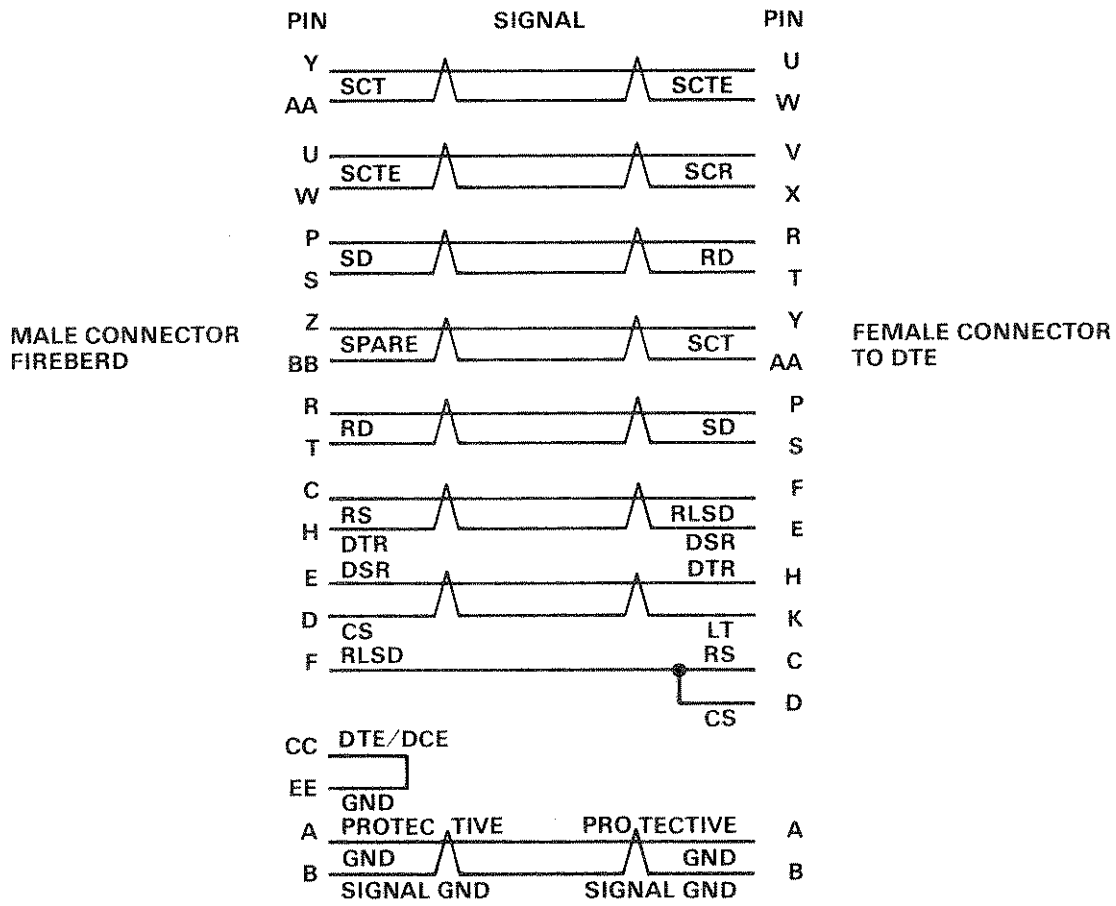 PIN SIGNAL PIN
Y U
SCT SCTE
AA W
U V
SCTE SCR
W X
P R
SD RD
S T
Z Y
MALE CONNECTOR
FIREBERD
SPARE SCT
FEMALE CONNECTOR
TO DTE
BB AA
R P
RD SD
T S
C F
RS RLSD
H E
DTR DSR
E DSR DTR H
D K
CS LT
F RLSD RS C
D
CS
CC DTE/DCE
EE
GND
A PROTEC TIVE PRO TECTIVE A
GND GND
B B
SIGNAL GND SIGNAL GND